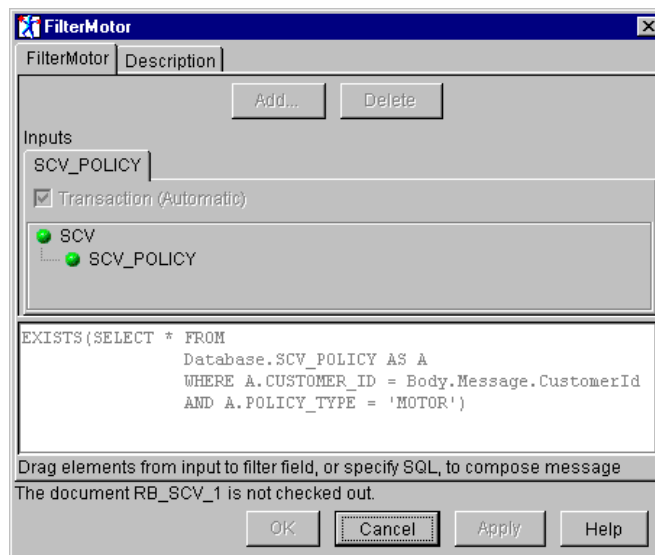 FilterMotor
FilterMotor Description
Add... Delete
Inputs
SCV_POLICY
Transaction (Automatic)
SCV
SCV_POLICY
EXISTS(SELECT * FROM
Database.SCV_POLICY AS A
WHERE A.CUSTOMER_ID = Body.Message.CustomerId
AND A.POLICY_TYPE = 'MOTOR')
Drag elements from input to filter field, or specify SQL, to compose message
The document RB_SCV_1 is not checked out.
OK Cancel Apply Help